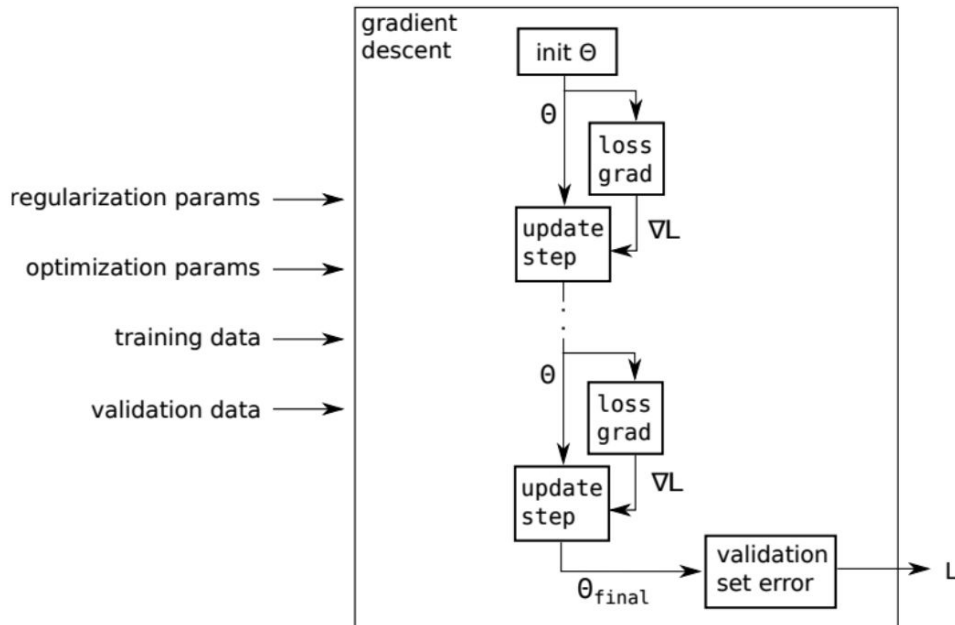 gradient
descent
init Θ
Θ
loss
grad
regularization params
update
step
∇L
optimization params
training data
Θ
validation data
loss
grad
update
step
∇L
validation
set error
L
Θfinal